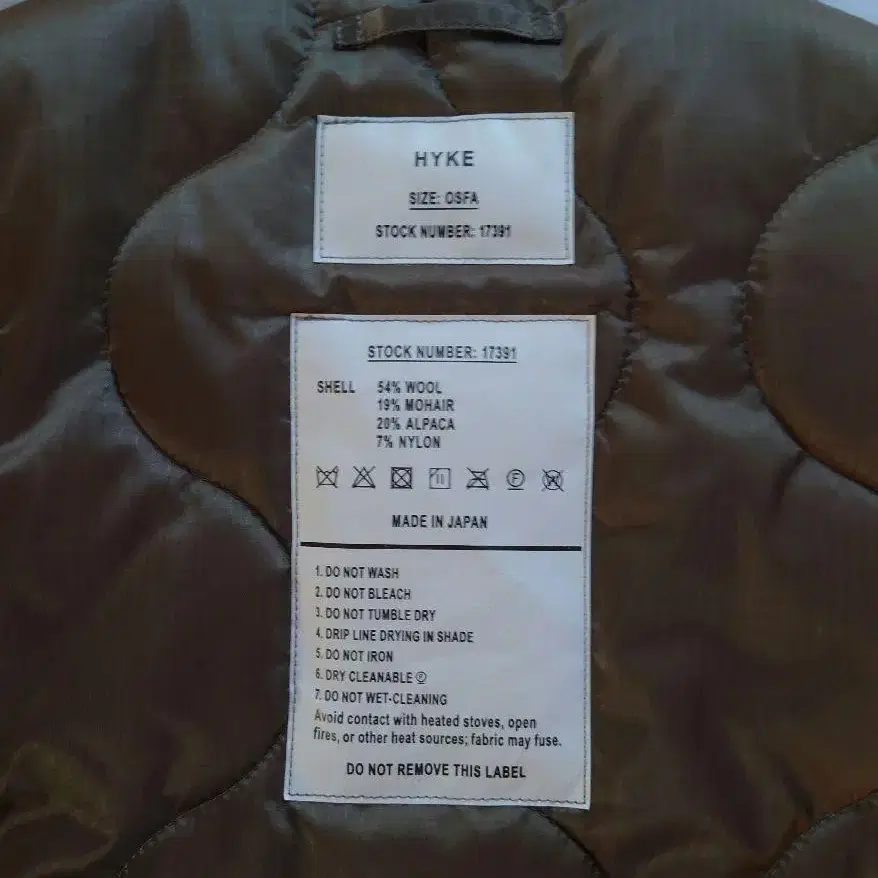 HYKE
SIZE: OSFA
STOCK NUMBER: 17391
STOCK NUMBER: 17391
SHELL 54% WOOL
19% MOHAIR
20% ALPACA
7% NYLON
F W
MADE IN JAPAN
1. DO NOT WASH
2. DO NOT BLEACH
3. DO NOT TUMBLE DRY
4. DRIP LINE DRYING IN SHADE
5. DO NOT IRON
6. DRY CLEANABLE Ⓕ
7. DO NOT WET-CLEANING
Avoid contact with heated stoves, open
fires, or other heat sources; fabric may fuse.
DO NOT REMOVE THIS LABEL